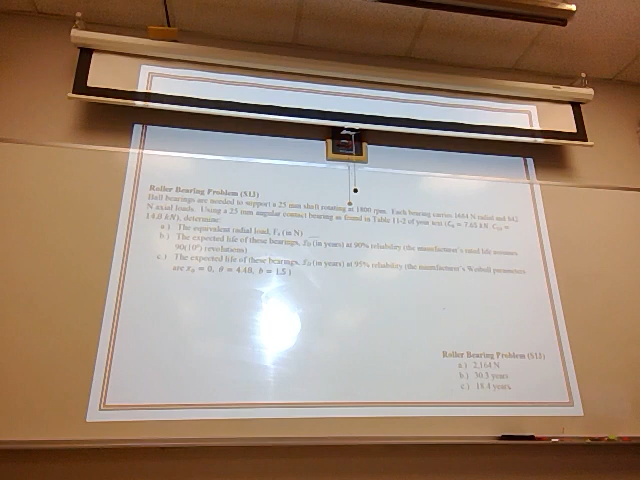 Roller Bearing Problem (S13)
Ball bearings are needed to support a 25 mm shaft rotating at 1800 rpm. Each bearing carries 1684 N radial and 842
N axial loads. Using a 25 mm angular contact bearing as found in Table 11-2 of your text (C₀ = 7.65 kN C₁₀ =
14.0 kN), determine:
a.) The equivalent radial load, Fₑ (in N)
b.) The expected life of these bearings, (in years) at 90% reliability (the manufacturer's rated life assumes
90(10⁶) revolutions)
c.) The expected life of these bearings, (in years) at 95% reliability (the manufacturer's Weibull parameters
are x₀ = 0, θ = 4.48, b = 1.5)
Roller Bearing Problem (S13)
a.) 2,164 N
b.) 30.3 years
c.) 18.4 years